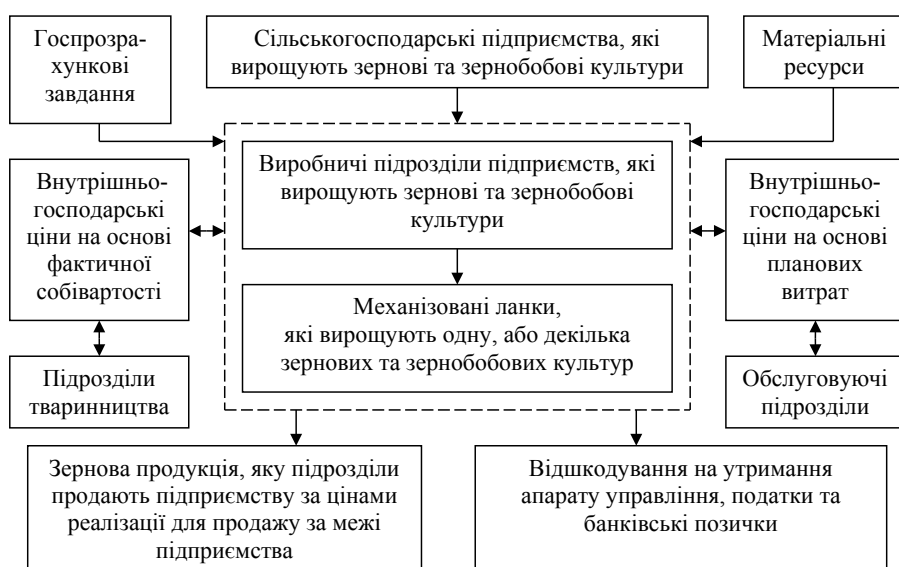 Госпрозра-
хункові
завдання
Сільськогосподарські підприємства, які
вирощують зернові та зернобобові культури
Матеріальні
ресурси
Виробничі підрозділи підприємств, які
вирощують зернові та зернобобові
культури
Внутрішньо-
господарські
ціни на основі
фактичної
собівартості
Внутрішньо-
господарські
ціни на основі
планових
витрат
Механізовані ланки,
які вирощують одну, або декілька
зернових та зернобобових культур
Підрозділи
тваринництва
Обслуговуючі
підрозділи
Зернова продукція, яку підрозділи
продають підприємству за цінами
реалізації для продажу за межі
підприємства
Відшкодування на утримання
апарату управління, податки та
банківські позички